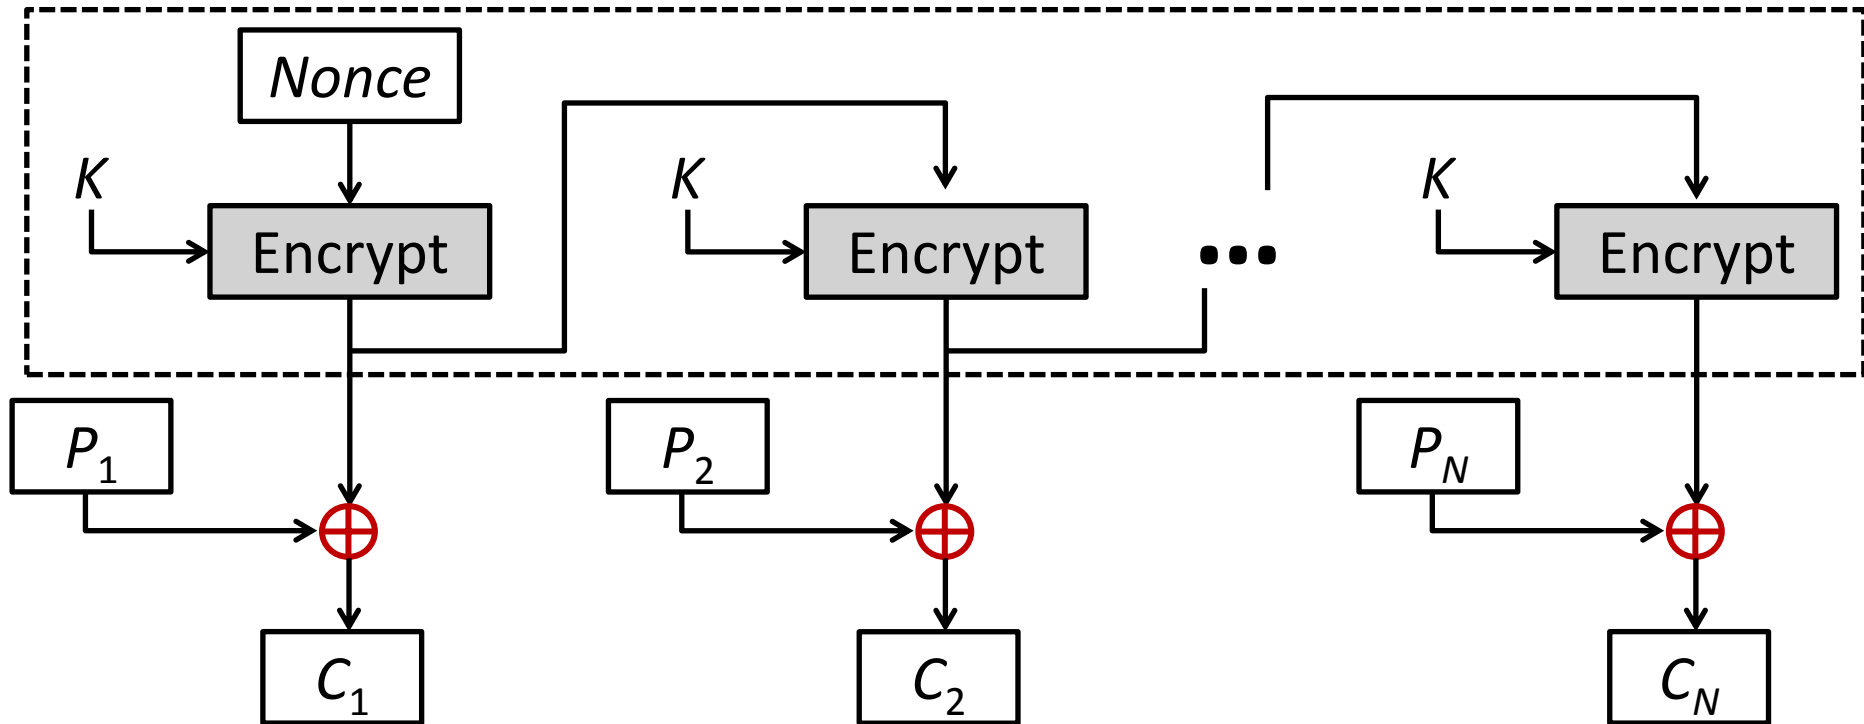 Nonce
K K K
Encrypt Encrypt ... Encrypt
P1 P2 PN
C1 C2 CN